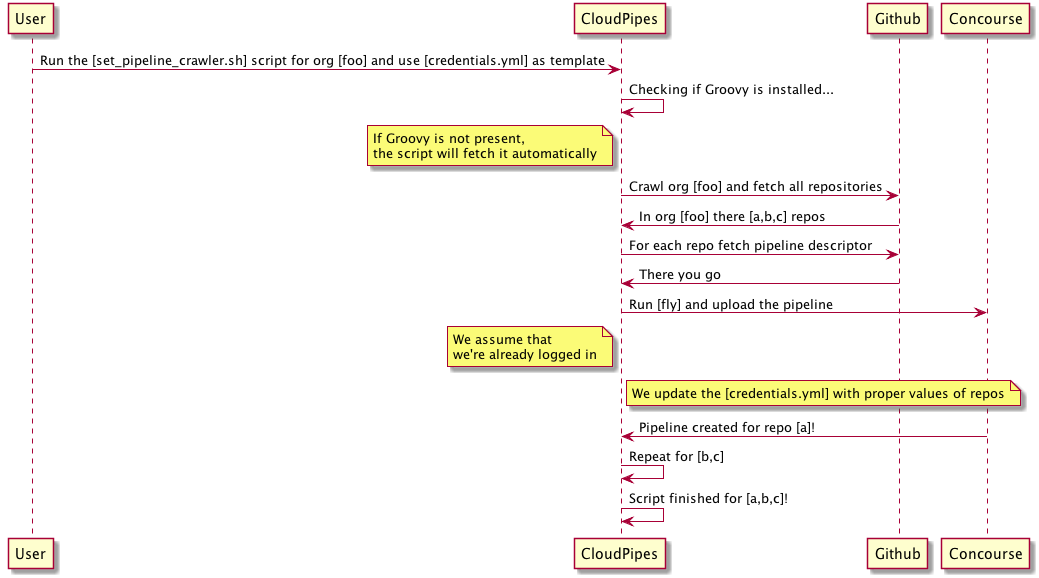 User
CloudPipes
Github
Concourse
Run the [set_pipeline_crawler.sh] script for org [foo] and use [credentials.yml] as template
Checking if Groovy is installed...
If Groovy is not present,
the script will fetch it automatically
Crawl org [foo] and fetch all repositories
In org [foo] there [a,b,c] repos
For each repo fetch pipeline descriptor
There you go
Run [fly] and upload the pipeline
We assume that
we're already logged in
We update the [credentials.yml] with proper values of repos
Pipeline created for repo [a]!
Repeat for [b,c]
Script finished for [a,b,c]!
User
CloudPipes
Github
Concourse